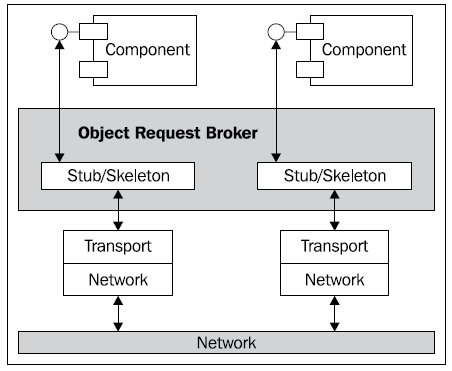 Component
Component
Object Request Broker
Stub/Skeleton
Stub/Skeleton
Transport
Transport
Network
Network
Network